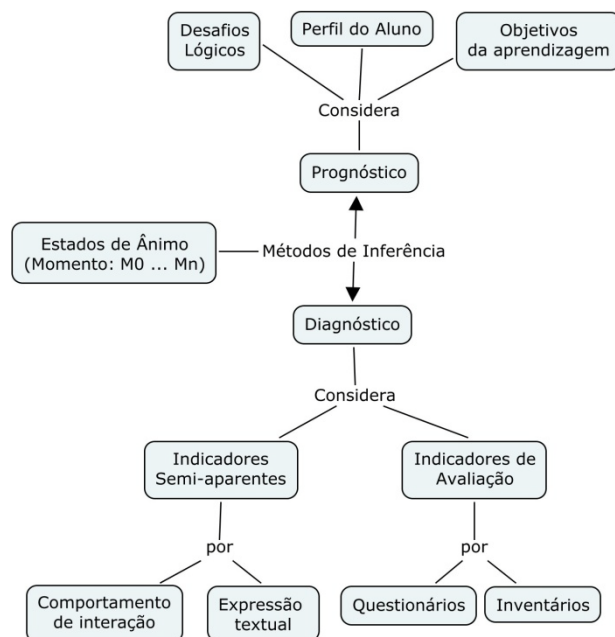 Desafios
Lógicos
Perfil do Aluno
Objetivos
da aprendizagem
Considera
Prognóstico
Estados de Ânimo
(Momento: M0 ... Mn)
Métodos de Inferência
Diagnóstico
Considera
Indicadores
Semi-aparentes
Indicadores de
Avaliação
por
por
Comportamento
de interação
Expressão
textual
Questionários
Inventários